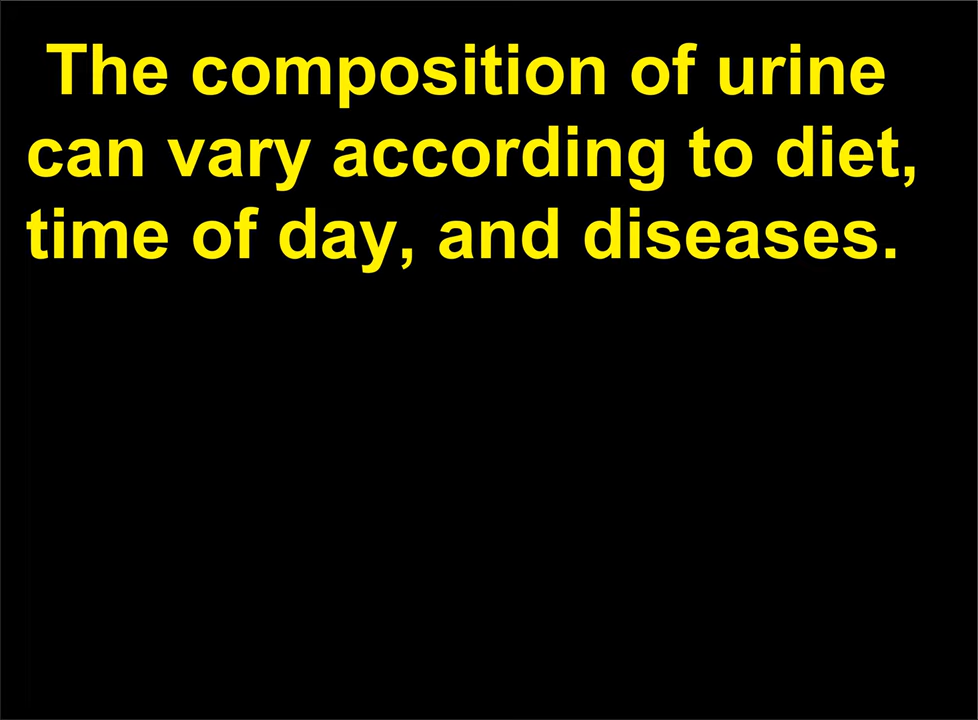 The composition of urine
can vary according to diet,
time of day, and diseases.